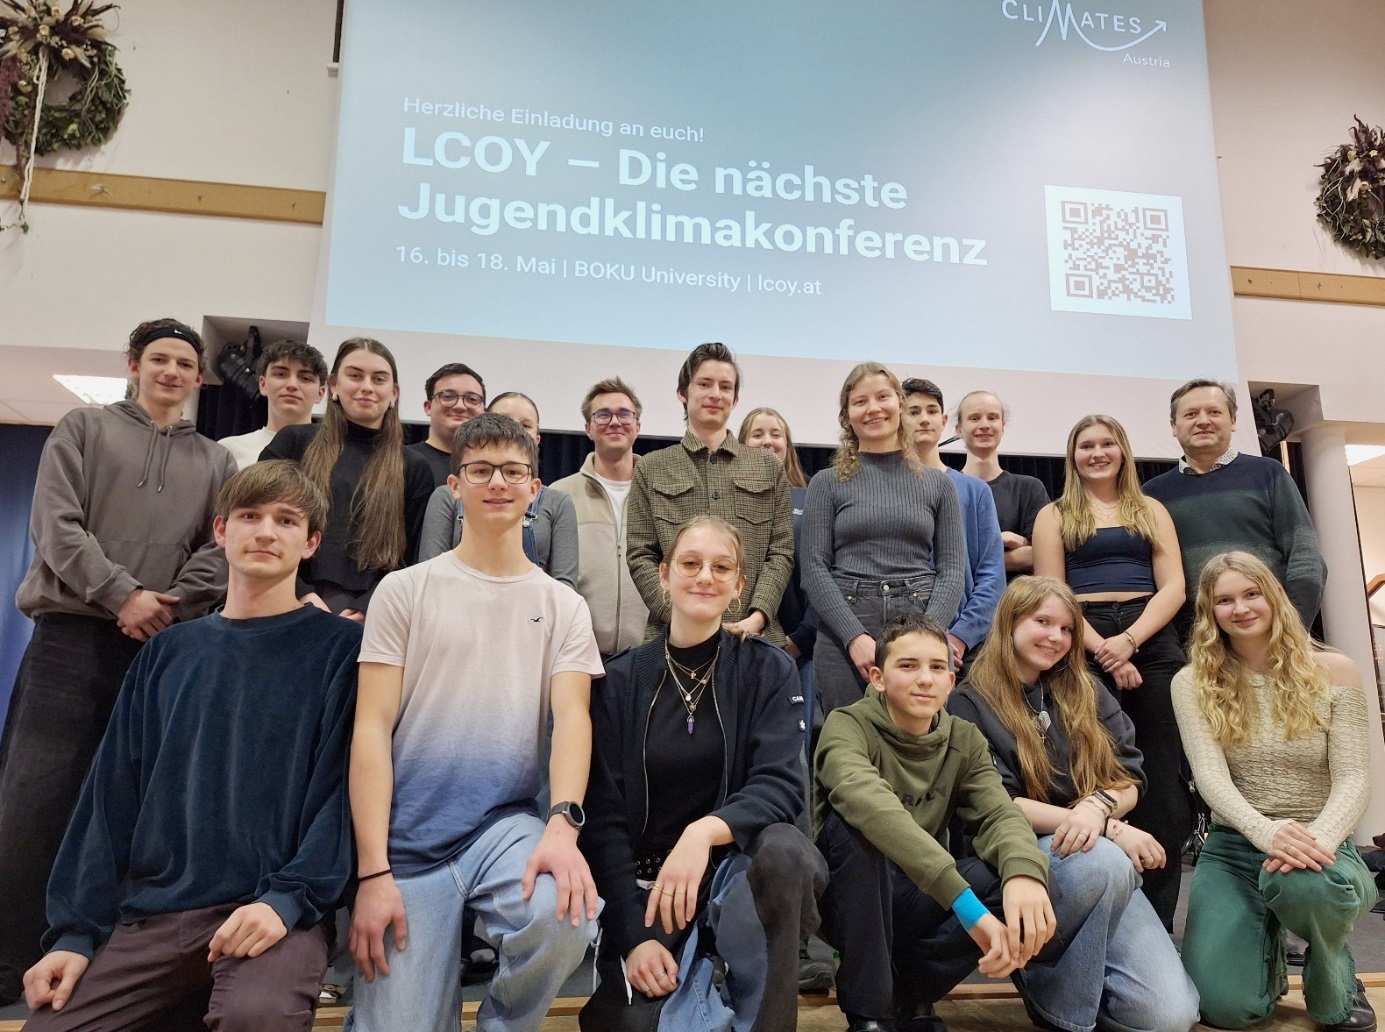 CLIMATES
Austria
Herzliche Einladung an euch!
LCOY – Die nächste
Jugendklimakonferenz
16. bis 18. Mai | BOKU University | lcoy.at